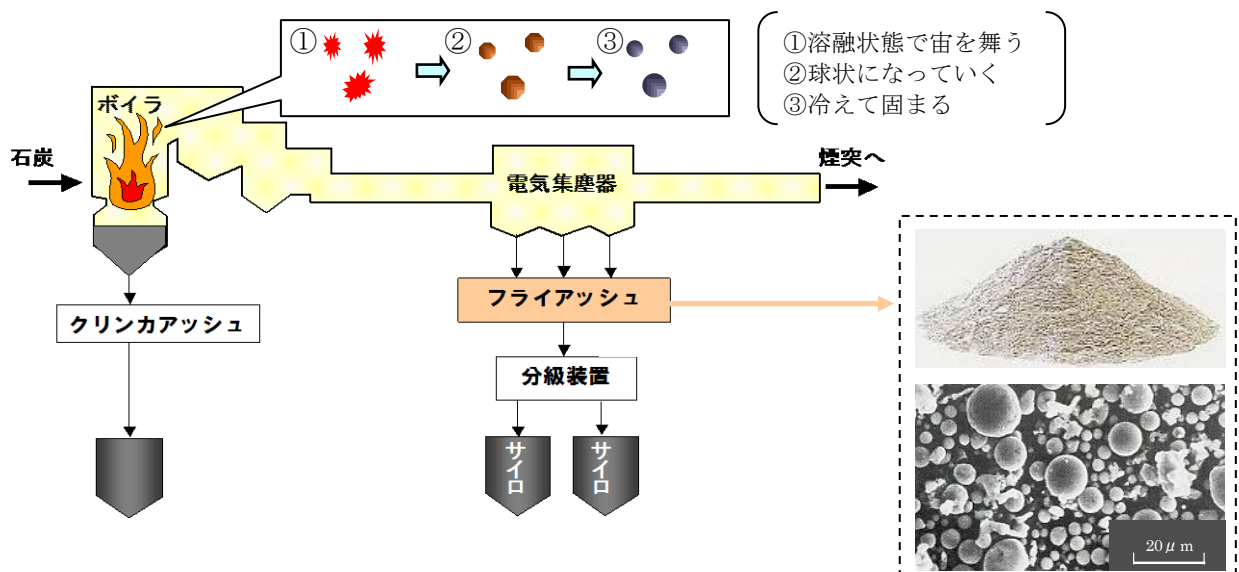 ①
②
③
①溶融状態で宙を舞う
②球状になっていく
③冷えて固まる
ボイラ
石炭
電気集塵器
煙突へ
フライアッシュ
クリンカアッシュ
分級装置
サイロ
サイロ
20μm